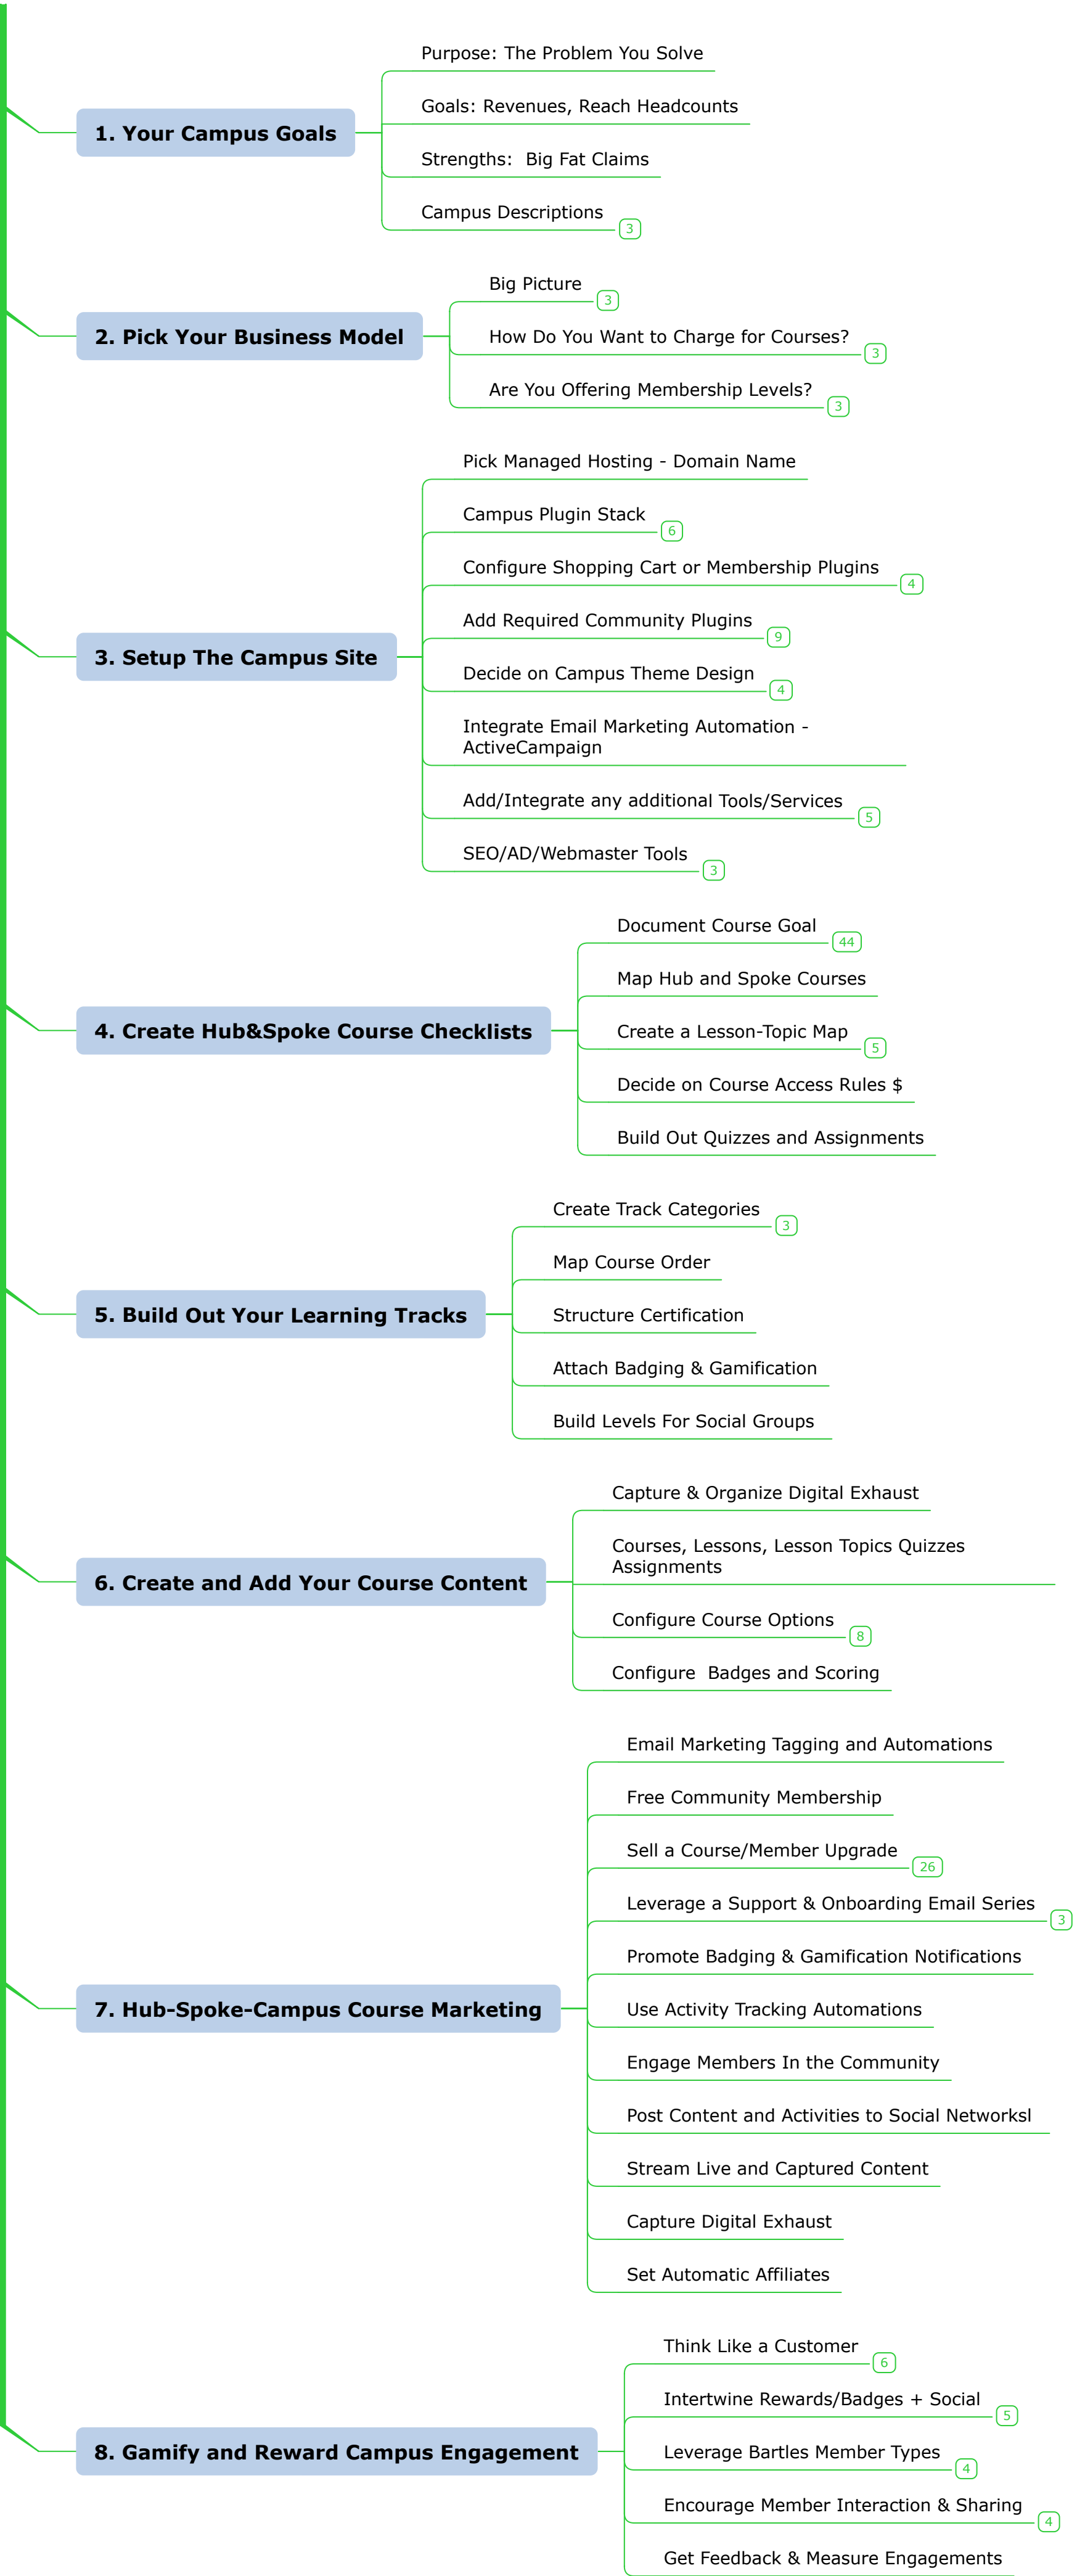 Purpose: The Problem You Solve
Goals: Revenues, Reach Headcounts
1. Your Campus Goals
Strengths:  Big Fat Claims
Campus Descriptions
3
Big Picture
3
2. Pick Your Business Model
How Do You Want to Charge for Courses?
3
Are You Offering Membership Levels?
3
Pick Managed Hosting - Domain Name
Campus Plugin Stack
6
Configure Shopping Cart or Membership Plugins
4
Add Required Community Plugins
9
3. Setup The Campus Site
Decide on Campus Theme Design
4
Integrate Email Marketing Automation -
ActiveCampaign
Add/Integrate any additional Tools/Services
5
SEO/AD/Webmaster Tools
3
Document Course Goal
44
Map Hub and Spoke Courses
4. Create Hub&Spoke Course Checklists
Create a Lesson-Topic Map
5
Decide on Course Access Rules $
Build Out Quizzes and Assignments
Create Track Categories
3
Map Course Order
5. Build Out Your Learning Tracks
Structure Certification
Attach Badging & Gamification
Build Levels For Social Groups
Capture & Organize Digital Exhaust
Courses, Lessons, Lesson Topics Quizzes
Assignments
6. Create and Add Your Course Content
Configure Course Options
8
Configure  Badges and Scoring
Email Marketing Tagging and Automations
Free Community Membership
Sell a Course/Member Upgrade
26
Leverage a Support & Onboarding Email Series
3
Promote Badging & Gamification Notifications
7. Hub-Spoke-Campus Course Marketing
Use Activity Tracking Automations
Engage Members In the Community
Post Content and Activities to Social Networksl
Stream Live and Captured Content
Capture Digital Exhaust
Set Automatic Affiliates
Think Like a Customer
6
Intertwine Rewards/Badges + Social
5
8. Gamify and Reward Campus Engagement
Leverage Bartles Member Types
4
Encourage Member Interaction & Sharing
4
Get Feedback & Measure Engagements